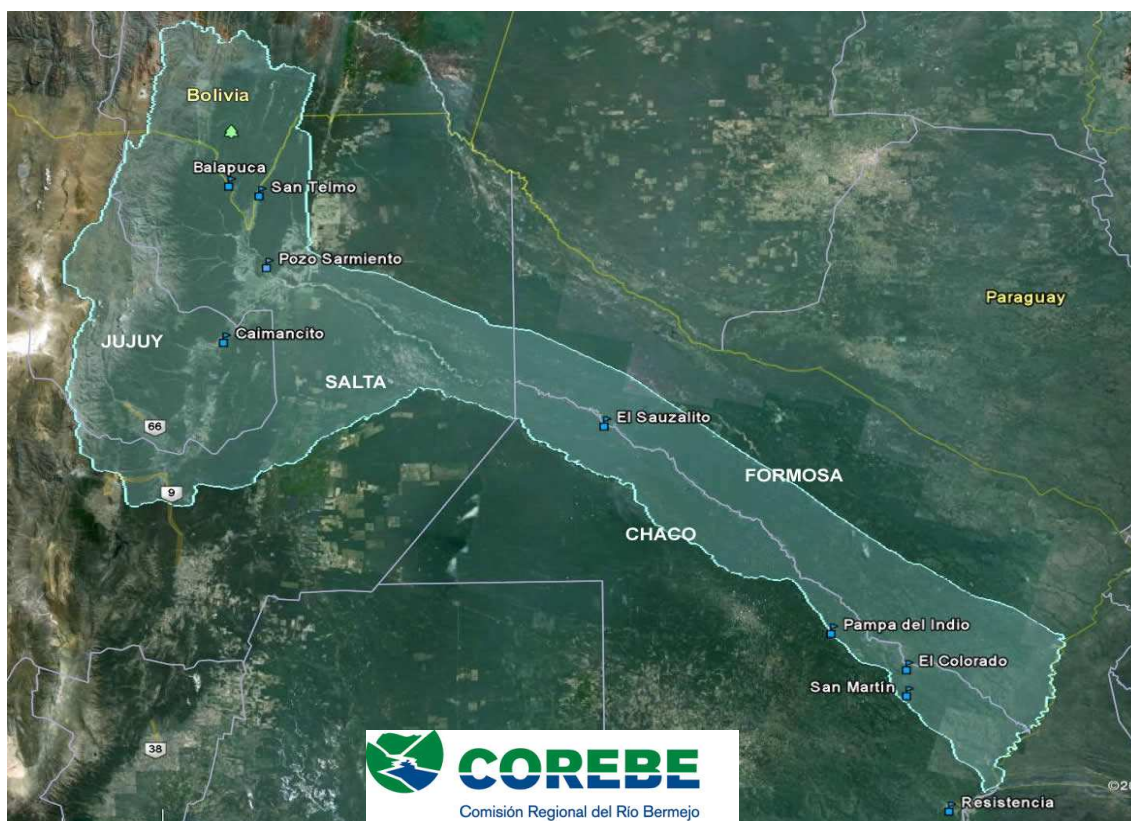 Bolivia
Balapuca
San Telmo
Pozo Sarmiento
Paraguay
Caimancito
JUJUY
SALTA
El Sauzalito
66
FORMOSA
9
CHACO
Pampa del Indio
El Colorado
San Martín
38
COREBE
Comisión Regional del Río Bermejo
©20
Resistencia